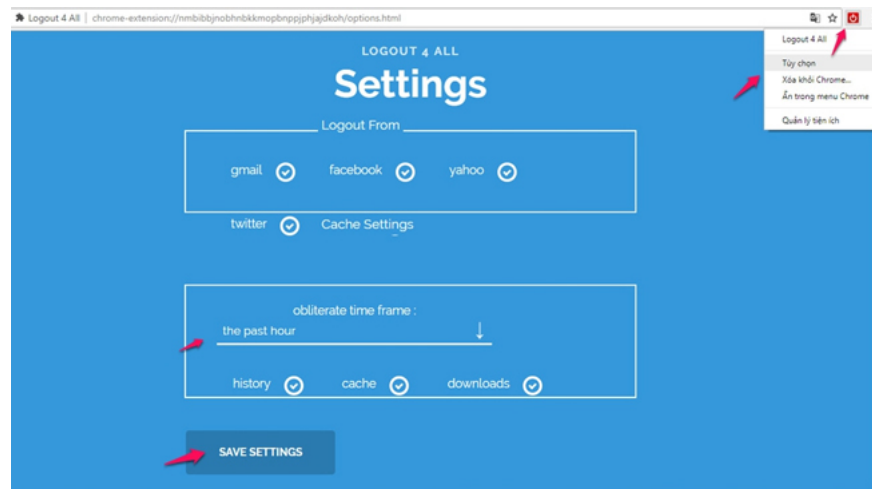 Logout 4 All | chrome-extension://nmbibbjnobhnbkkmopbnppjphjajdkoh/options.html
Logout 4 All
Tùy chọn
Xóa khỏi Chrome...
Ẩn trong menu Chrome
Quản lý tiện ích
LOGOUT 4 ALL
Settings
Logout From
gmail facebook yahoo
twitter Cache Settings
obliterate time frame :
the past hour
history cache downloads
SAVE SETTINGS